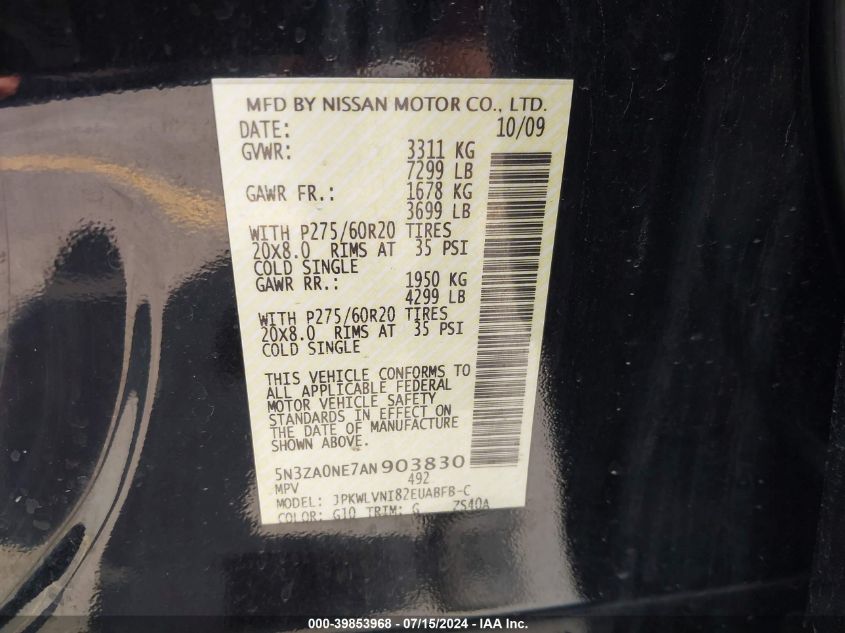 MFD BY NISSAN MOTOR CO., LTD.
DATE: 10/09
GVWR: 3311 KG
7299 LB
GAWR FR.: 1678 KG
3699 LB
WITH P275/60R20 TIRES
20X8.0 RIMS AT 35 PSI
COLD SINGLE
GAWR RR.: 1950 KG
4299 LB
WITH P275/60R20 TIRES
20X8.0 RIMS AT 35 PSI
COLD SINGLE
THIS VEHICLE CONFORMS TO
ALL APPLICABLE FEDERAL
MOTOR VEHICLE SAFETY
STANDARDS IN EFFECT ON
THE DATE OF MANUFACTURE
SHOWN ABOVE.
5N3ZA0NE7AN 903830
MPV 492
MODEL: JPKWLVNI82EUABFB-C
COLOR: G10 TRIM: G ZS40A
000-39853968 - 07/15/2024 - IAA Inc.